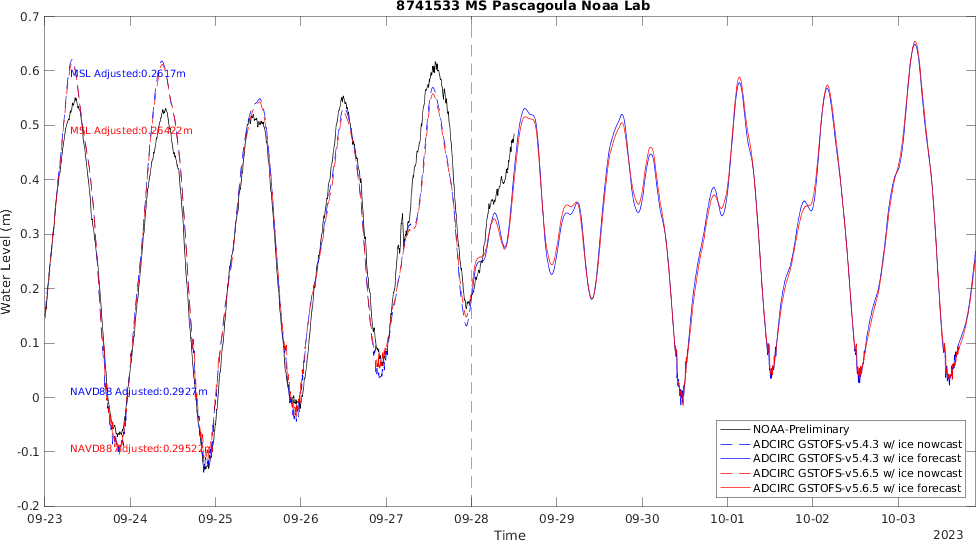 8741533 MS Pascagoula Noaa Lab
Water Level (m)
0.7
0.6
0.5
0.4
0.3
0.2
0.1
0
-0.1
-0.2
MSL Adjusted:0.2617m
MSL Adjusted:0.26422m
NAVD88 Adjusted:0.2927m
NAVD88 Adjusted:0.29522m
NOAA-Preliminary
ADCIRC GSTOFS-v5.4.3 w/ ice nowcast
ADCIRC GSTOFS-v5.4.3 w/ ice forecast
ADCIRC GSTOFS-v5.6.5 w/ ice nowcast
ADCIRC GSTOFS-v5.6.5 w/ ice forecast
09-23 09-24 09-25 09-26 09-27 09-28 09-29 09-30 10-01 10-02 10-03
Time
2023